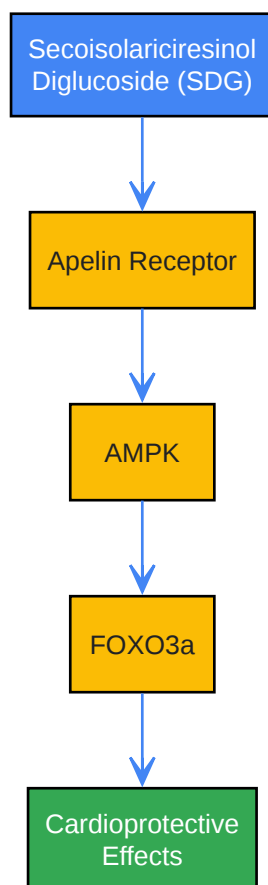 Secoisolariciresinol
Diglucoside (SDG)
Apelin Receptor
AMPK
FOXO3a
Cardioprotective
Effects